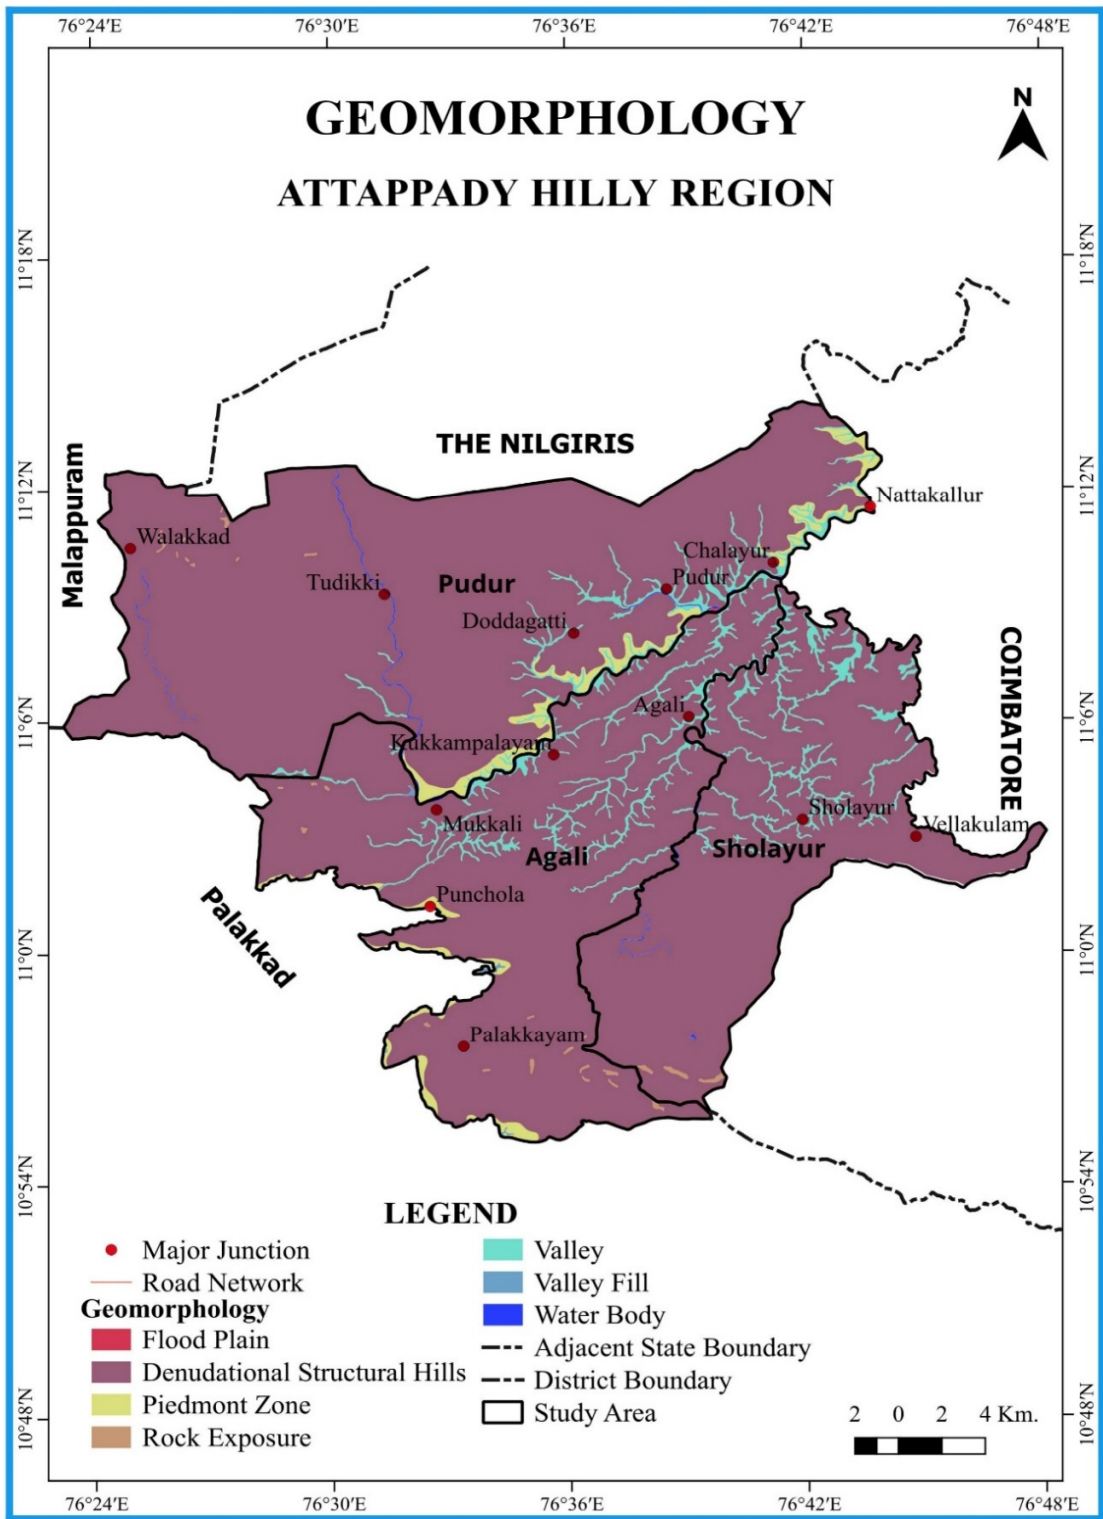 76°24′E 76°30′E 76°36′E 76°42′E 76°48′E
GEOMORPHOLOGY
ATTAPPADY HILLY REGION
N
11°18′N
11°18′N
THE NILGIRIS
Malappuram
11°12′N
11°12′N
Nattakallur
Walakkad
Chalayur
Tudikki
Pudur
Pudur
Doddagatti
COIMBATORE
Agali
11°6′N
11°6′N
Kukkampalayam
Sholayur
Mukkali
Vellakulam
Agali
Sholayur
Punchola
Palakkad
11°0′N
11°0′N
Palakkayam
10°54′N
10°54′N
LEGEND
Major Junction
Road Network
Geomorphology
Flood Plain
Denudational Structural Hills
Piedmont Zone
Rock Exposure
Valley
Valley Fill
Water Body
Adjacent State Boundary
District Boundary
Study Area
2 0 2 4 Km.
10°48′N
10°48′N
76°24′E 76°30′E 76°36′E 76°42′E 76°48′E